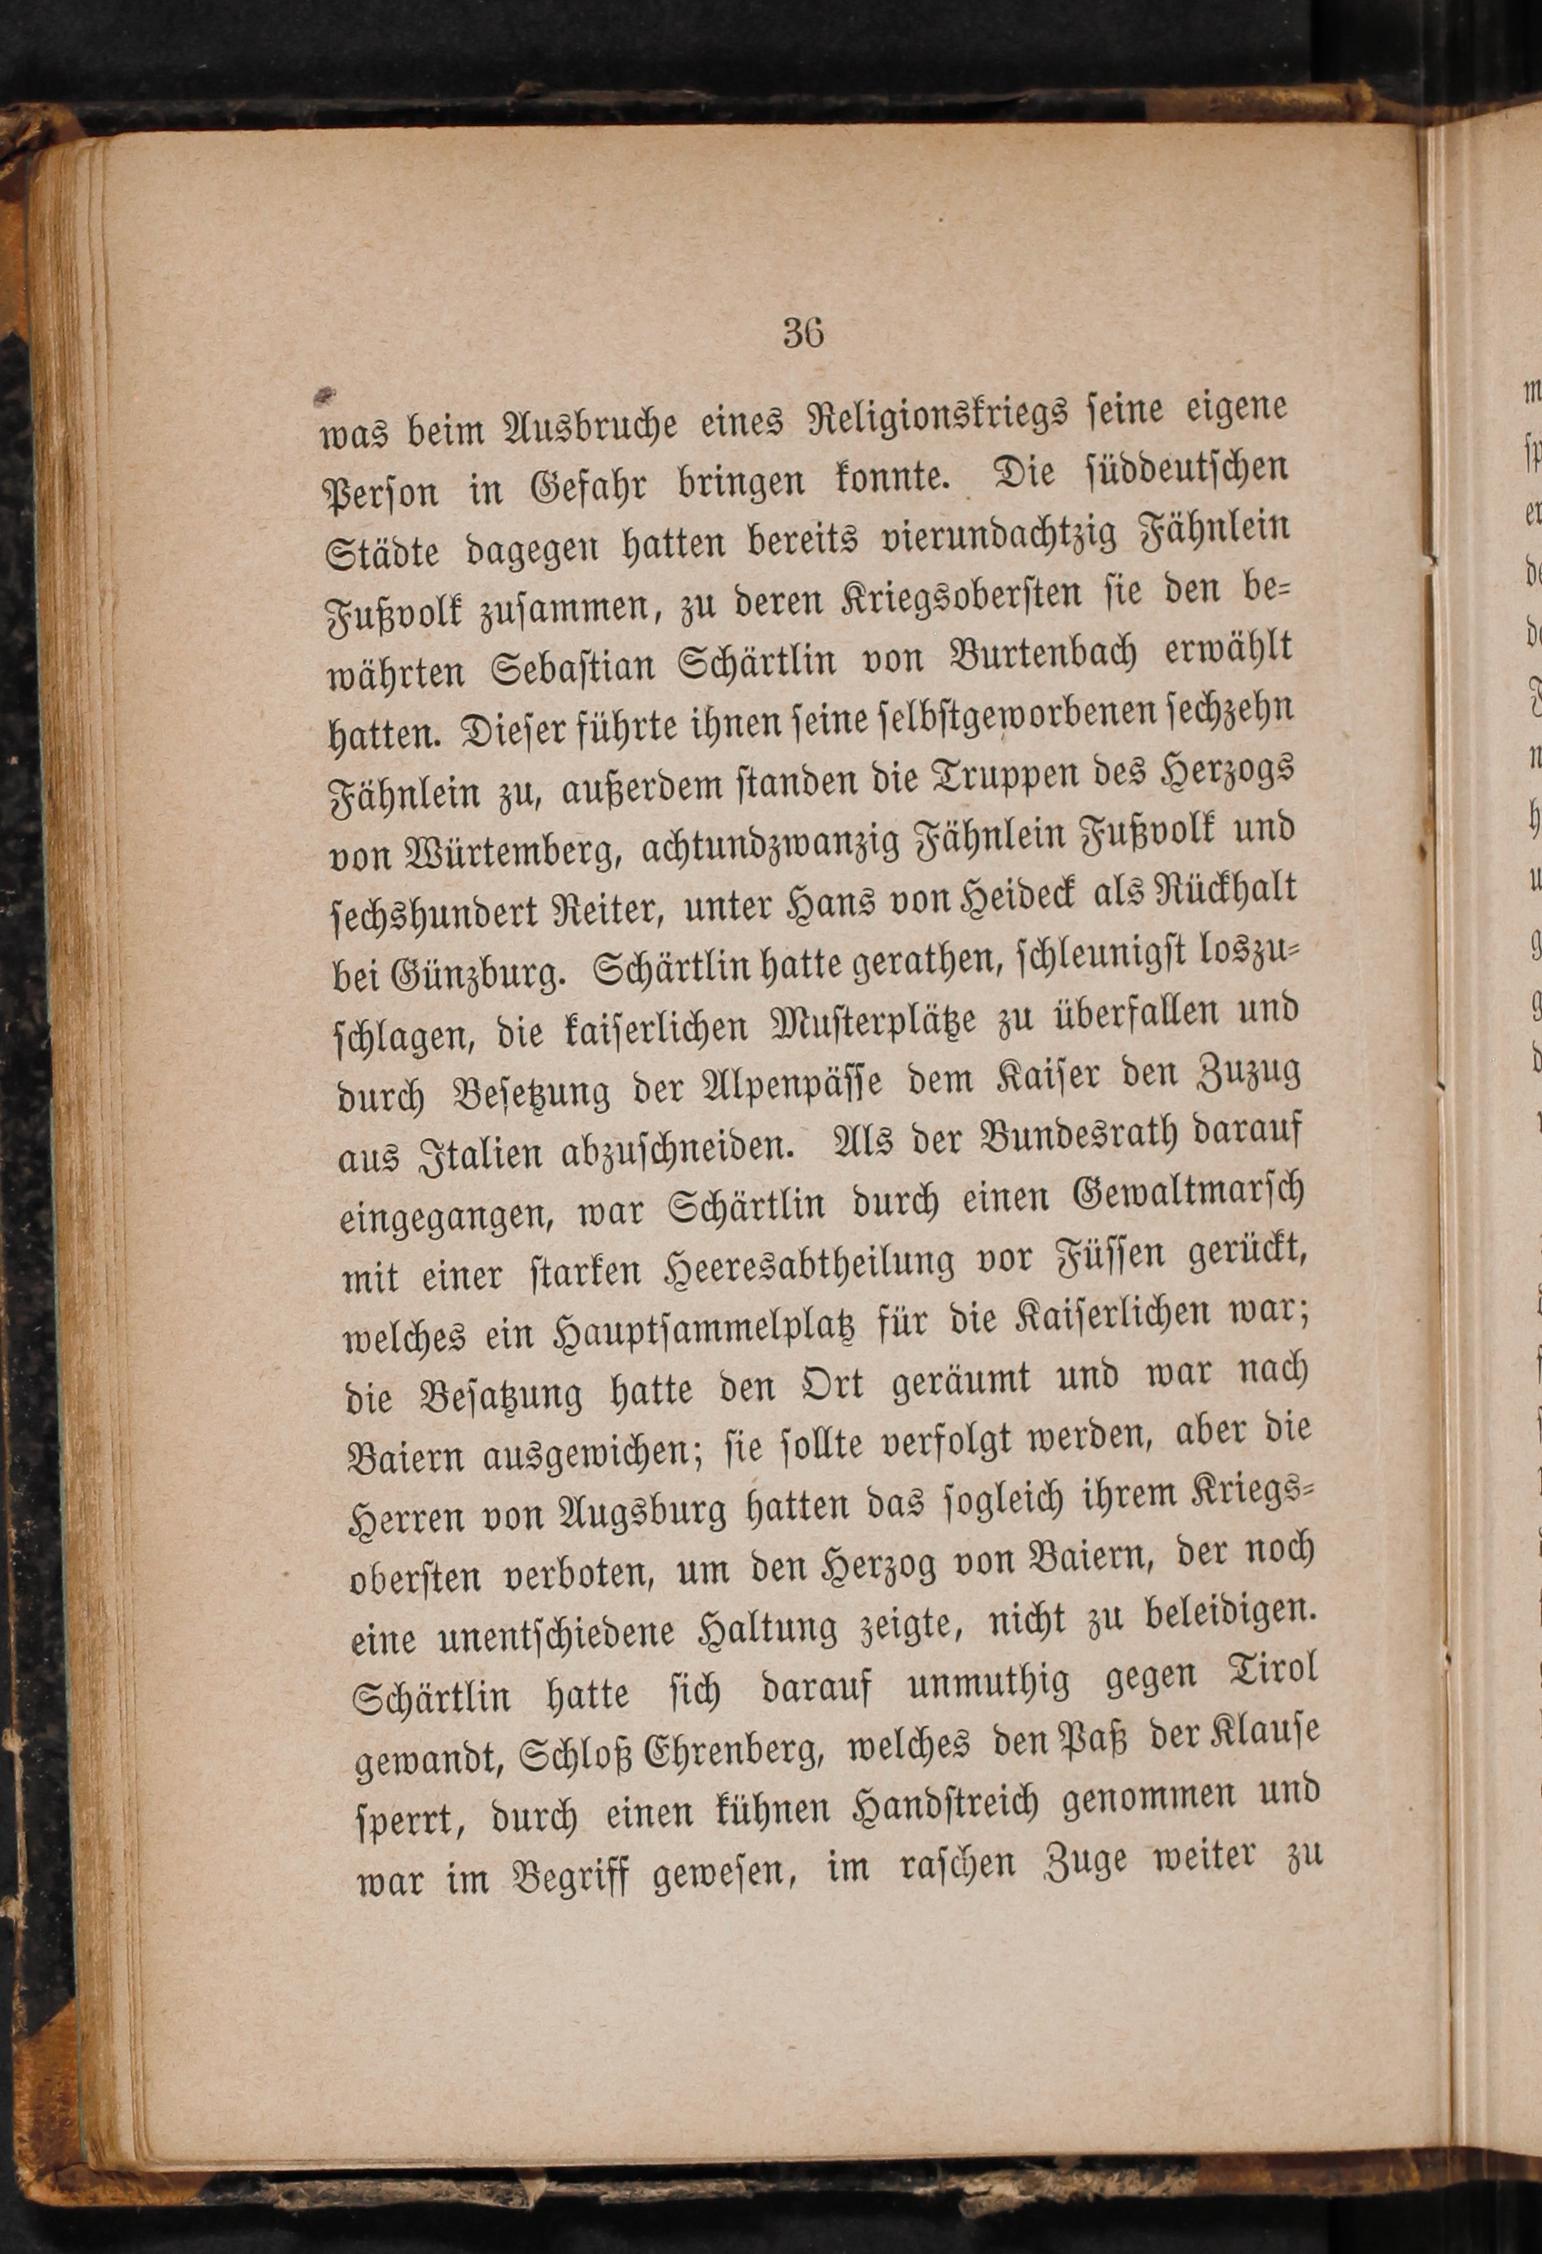 36
was beim Ausbruche eines Religionskriegs seine eigene
Person in Gefahr bringen konnte. Die süddeutschen
Städte dagegen hatten bereits vierundachtzig Fähnlein
Fußvolk zusammen, zu deren Kriegsobersten sie den be-
währten Sebastian Schärtlin von Burtenbach erwählt
hatten. Dieser führte ihnen seine selbstgeworbenen sechzehn
Fähnlein zu, außerdem standen die Truppen des Herzogs
von Würtemberg, achtundzwanzig Fähnlein Fußvolk und
sechshundert Reiter, unter Hans von Heideck als Rückhalt
bei Günzburg. Schärtlin hatte gerathen, schleunigst loszu-
schlagen, die kaiserlichen Musterplätze zu überfallen und
durch Besetzung der Alpenpässe dem Kaiser den Zuzug
aus Italien abzuschneiden. Als der Bundesrath darauf
eingegangen, war Schärtlin durch einen Gewaltmarsch
mit einer starken Heeresabtheilung vor Füssen gerückt,
welches ein Hauptsammelplatz für die Kaiserlichen war;
die Besatzung hatte den Ort geräumt und war nach
Baiern ausgewichen; sie sollte verfolgt werden, aber die
Herren von Augsburg hatten das sogleich ihrem Kriegs-
obersten verboten, um den Herzog von Baiern, der noch
eine unentschiedene Haltung zeigte, nicht zu beleidigen.
Schärtlin hatte sich darauf unmuthig gegen Tirol
gewandt, Schloß Ehrenberg, welches den Paß der Klause
sperrt, durch einen kühnen Handstreich genommen und
war im Begriff gewesen, im raschen Zuge weiter zu